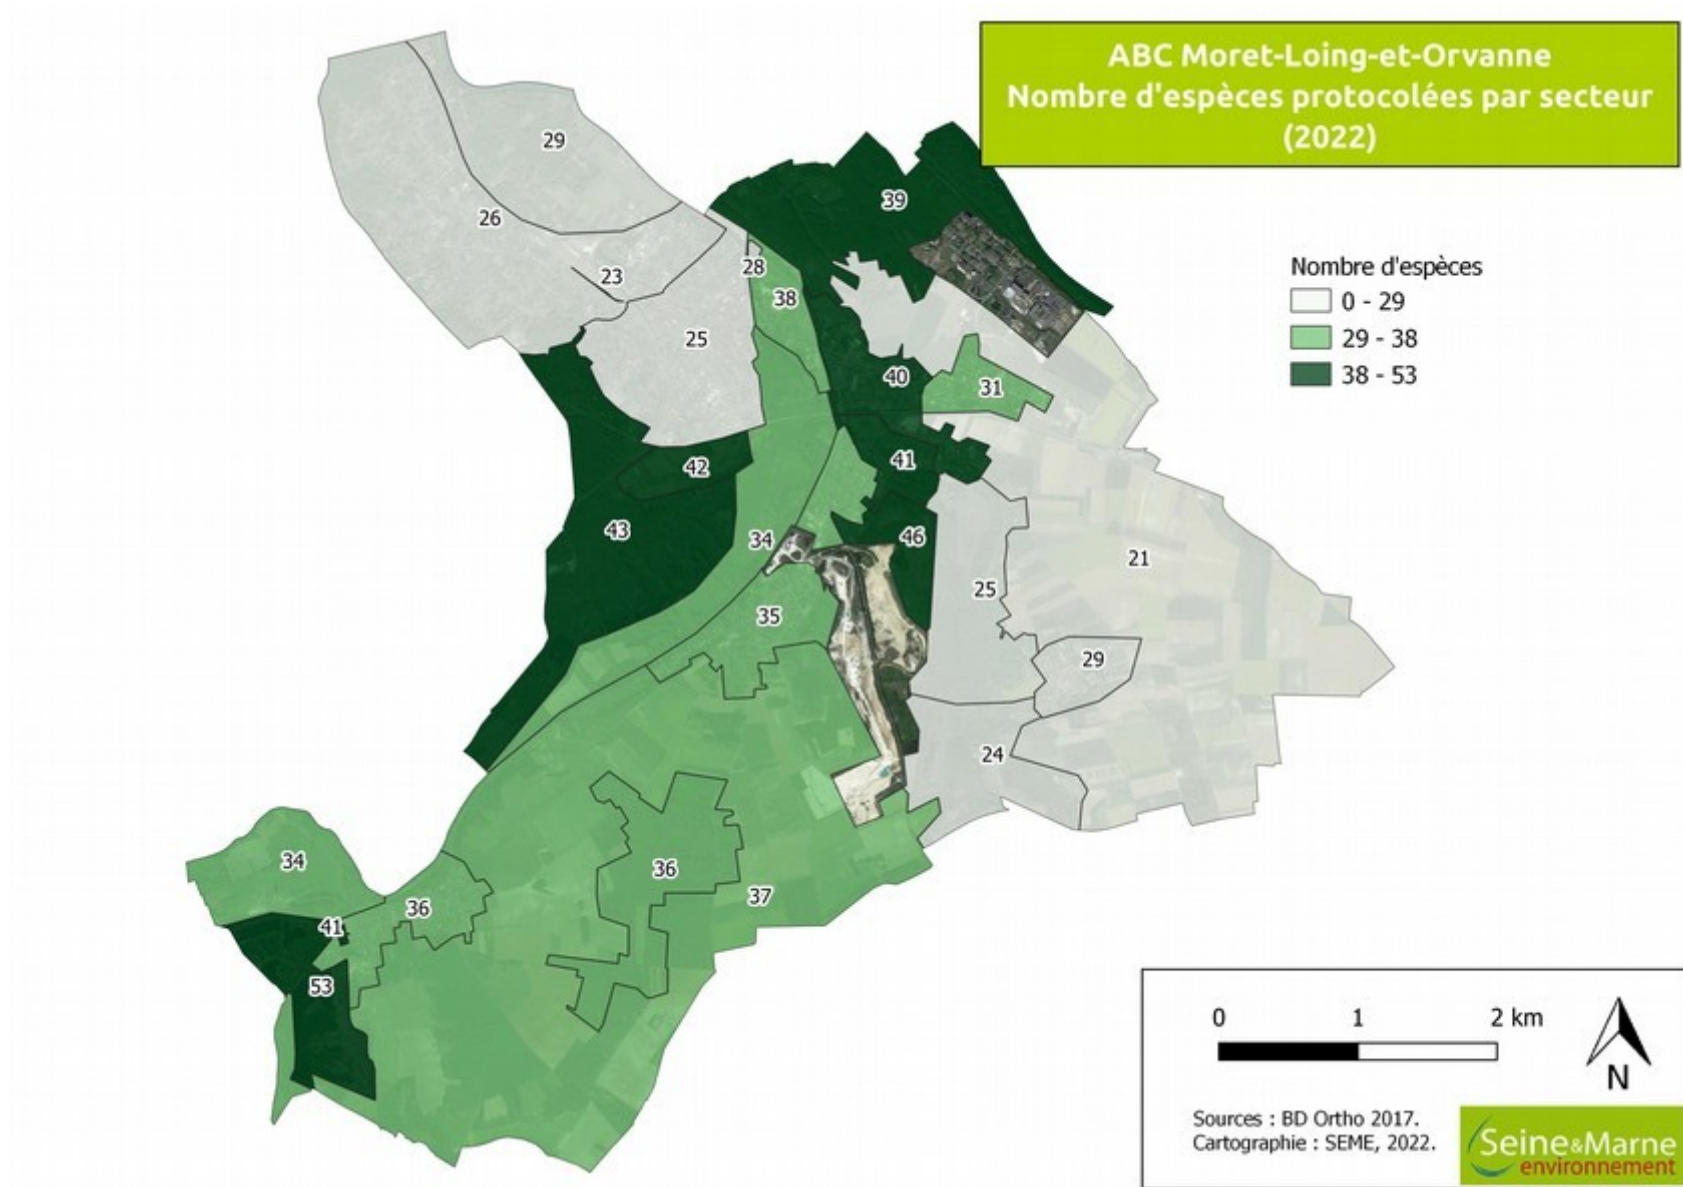 ABC Moret-Loing-et-Orvanne
Nombre d'espèces protocolées par secteur
(2022)
29
39
26
28
23
38
Nombre d'espèces
0 - 29
29 - 38
38 - 53
25
40
31
42
41
43
34
46
21
25
35
29
24
34
36
37
36
41
53
0 1 2 km
N
Sources : BD Ortho 2017.
Cartographie : SEME, 2022.
Seine&Marne
environnement